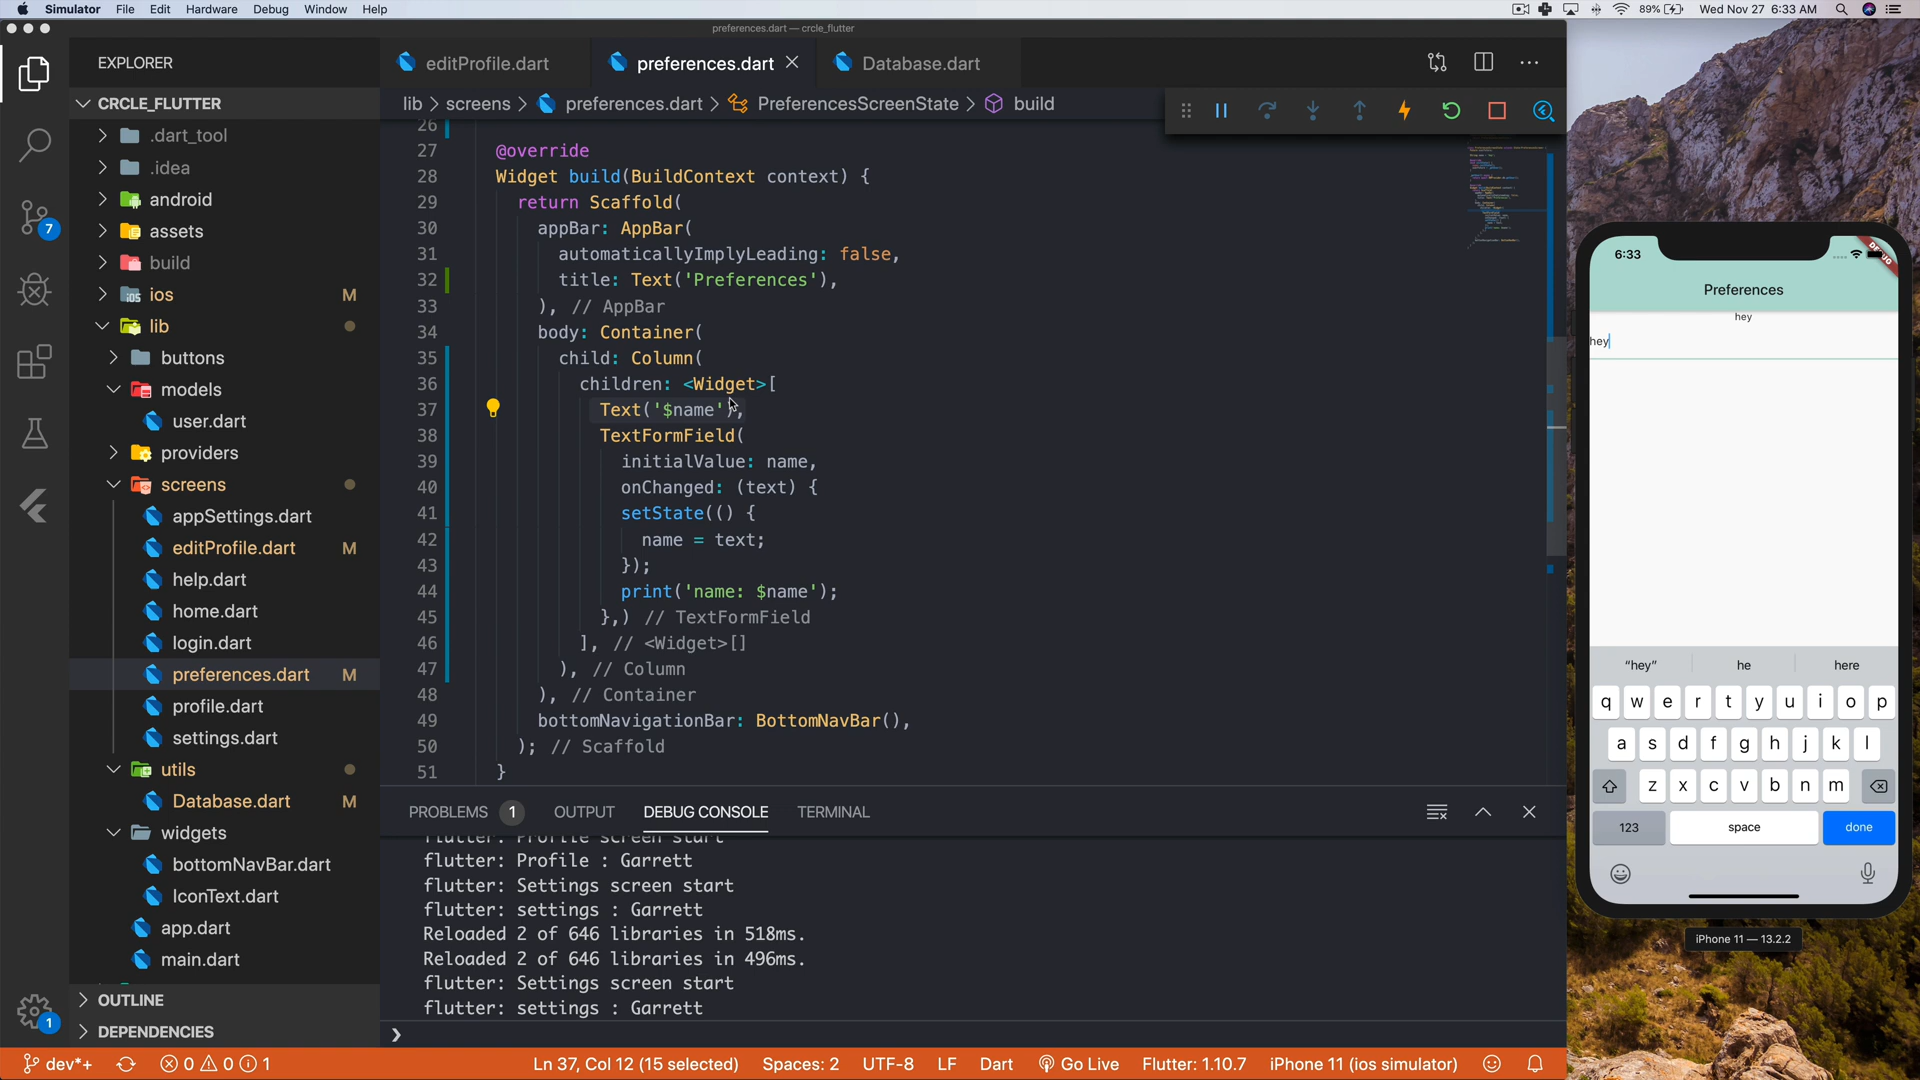 Simulator File Edit Hardware Debug Window Help 89% Wed Nov 27 6:33 AM
preferences.dart — crcle_flutter
EXPLORER
editProfile.dart
preferences.dart
Database.dart
lib > screens > preferences.dart > PreferencesScreenState > build
CRCLE_FLUTTER
.dart_tool
.idea
android
assets
build
ios M
lib
buttons
models
user.dart
providers
screens
appSettings.dart
editProfile.dart M
help.dart
home.dart
login.dart
preferences.dart M
profile.dart
settings.dart
utils
Database.dart M
widgets
bottomNavBar.dart
IconText.dart
app.dart
main.dart
OUTLINE
DEPENDENCIES
7
1
26
27 @override
28 Widget build(BuildContext context) {
29 return Scaffold(
30 appBar: AppBar(
31 automaticallyImplyLeading: false,
32 title: Text('Preferences'),
33 ), // AppBar
34 body: Container(
35 child: Column(
36 children: <Widget>[
37 Text('$name'),
38 TextFormField(
39 initialValue: name,
40 onChanged: (text) {
41 setState(() {
42 name = text;
43 });
44 print('name: $name');
45 },) // TextFormField
46 ], // <Widget>[]
47 ), // Column
48 ), // Container
49 bottomNavigationBar: BottomNavBar(),
50 ); // Scaffold
51 }
PROBLEMS 1 OUTPUT DEBUG CONSOLE TERMINAL
flutter: Profile screen start
flutter: Profile : Garrett
flutter: Settings screen start
flutter: settings : Garrett
Reloaded 2 of 646 libraries in 518ms.
Reloaded 2 of 646 libraries in 496ms.
flutter: Settings screen start
flutter: settings : Garrett
dev*+ 0 0 1 Ln 37, Col 12 (15 selected) Spaces: 2 UTF-8 LF Dart Go Live Flutter: 1.10.7 iPhone 11 (ios simulator)
6:33
DEBUG
Preferences
hey
hey
“hey” he here
q w e r t y u i o p
a s d f g h j k l
z x c v b n m
123 space done
iPhone 11 — 13.2.2